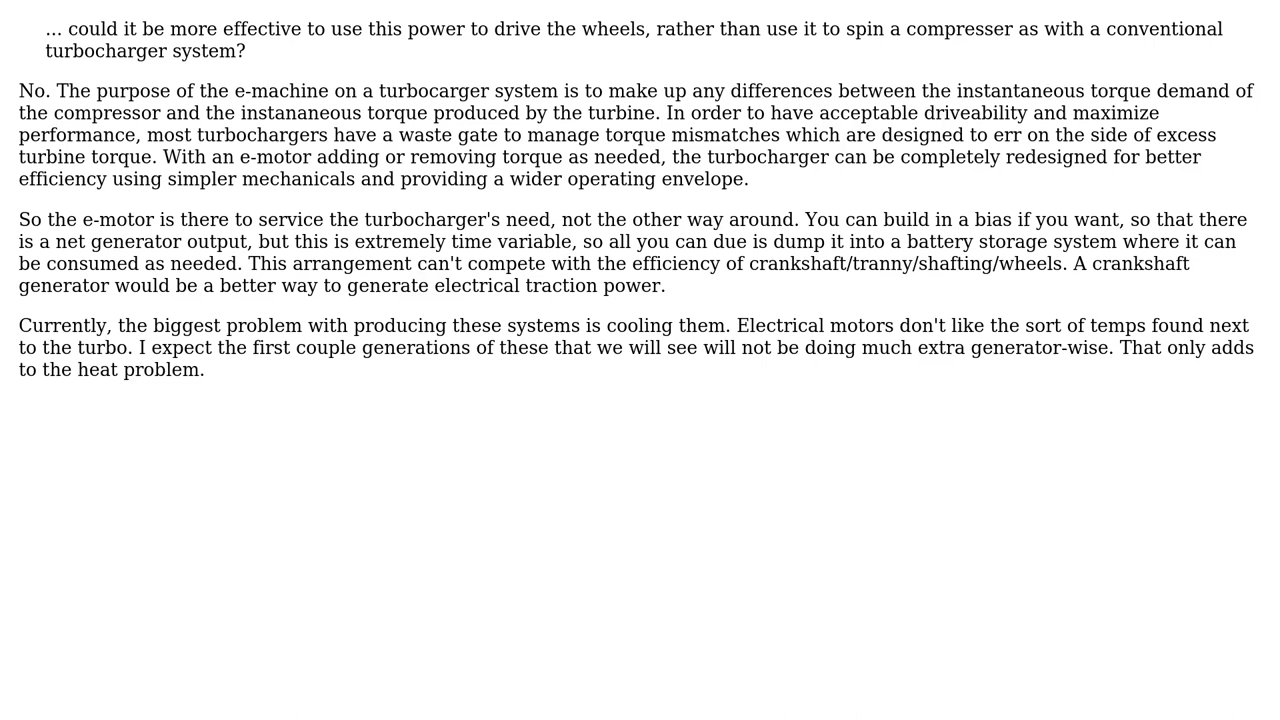 ... could it be more effective to use this power to drive the wheels, rather than use it to spin a compresser as with a conventional
turbocharger system?
No. The purpose of the e-machine on a turbocarger system is to make up any differences between the instantaneous torque demand of
the compressor and the instananeous torque produced by the turbine. In order to have acceptable driveability and maximize
performance, most turbochargers have a waste gate to manage torque mismatches which are designed to err on the side of excess
turbine torque. With an e-motor adding or removing torque as needed, the turbocharger can be completely redesigned for better
efficiency using simpler mechanicals and providing a wider operating envelope.
So the e-motor is there to service the turbocharger's need, not the other way around. You can build in a bias if you want, so that there
is a net generator output, but this is extremely time variable, so all you can due is dump it into a battery storage system where it can
be consumed as needed. This arrangement can't compete with the efficiency of crankshaft/tranny/shafting/wheels. A crankshaft
generator would be a better way to generate electrical traction power.
Currently, the biggest problem with producing these systems is cooling them. Electrical motors don't like the sort of temps found next
to the turbo. I expect the first couple generations of these that we will see will not be doing much extra generator-wise. That only adds
to the heat problem.